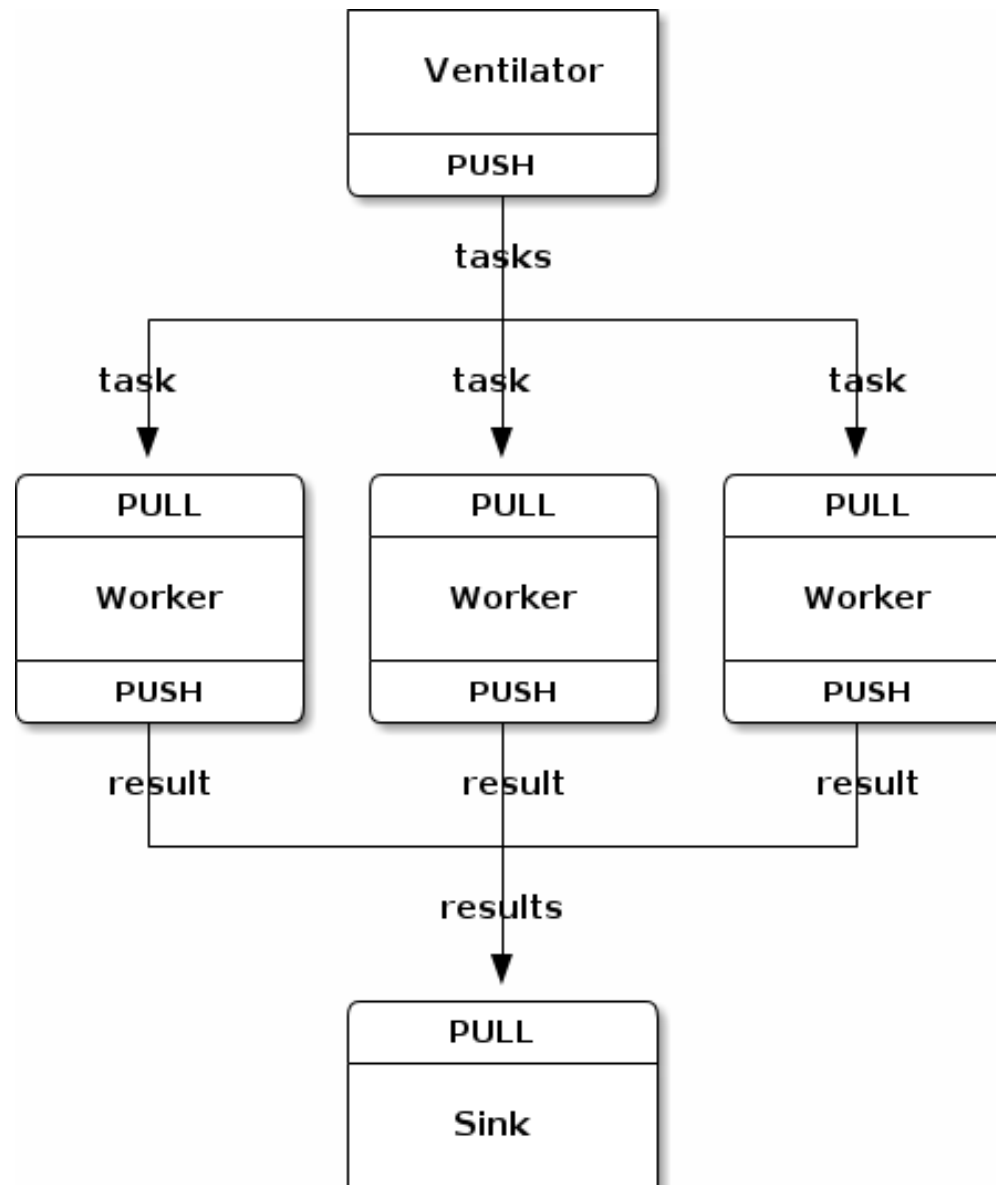 Ventilator
PUSH
tasks
task task task
PULL PULL PULL
Worker Worker Worker
PUSH PUSH PUSH
result result result
results
PULL
Sink